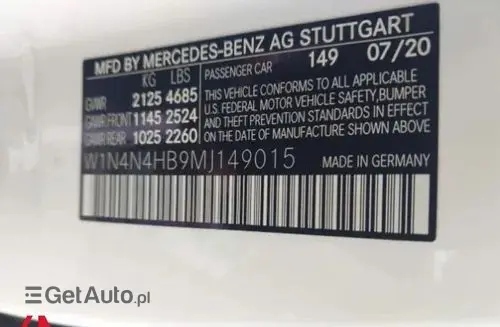 MFD BY MERCEDES-BENZ AG STUTTGART
KG LBS PASSENGER CAR 149 07/20
GVWR 2125 4685
GAWR FRONT 1145 2524
GAWR REAR 1025 2260
THIS VEHICLE CONFORMS TO ALL APPLICABLE
U.S. FEDERAL MOTOR VEHICLE SAFETY, BUMPER
AND THEFT PREVENTION STANDARDS IN EFFECT
ON THE DATE OF MANUFACTURE SHOWN ABOVE.
W1N4N4HB9MJ149015 MADE IN GERMANY
GetAuto.pl